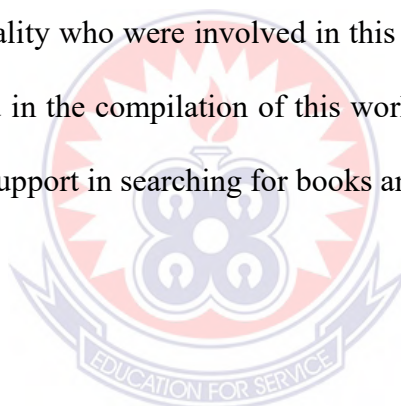 ality who were involved in this
in the compilation of this wor
upport in searching for books a
EDUCATION FOR SERVICE